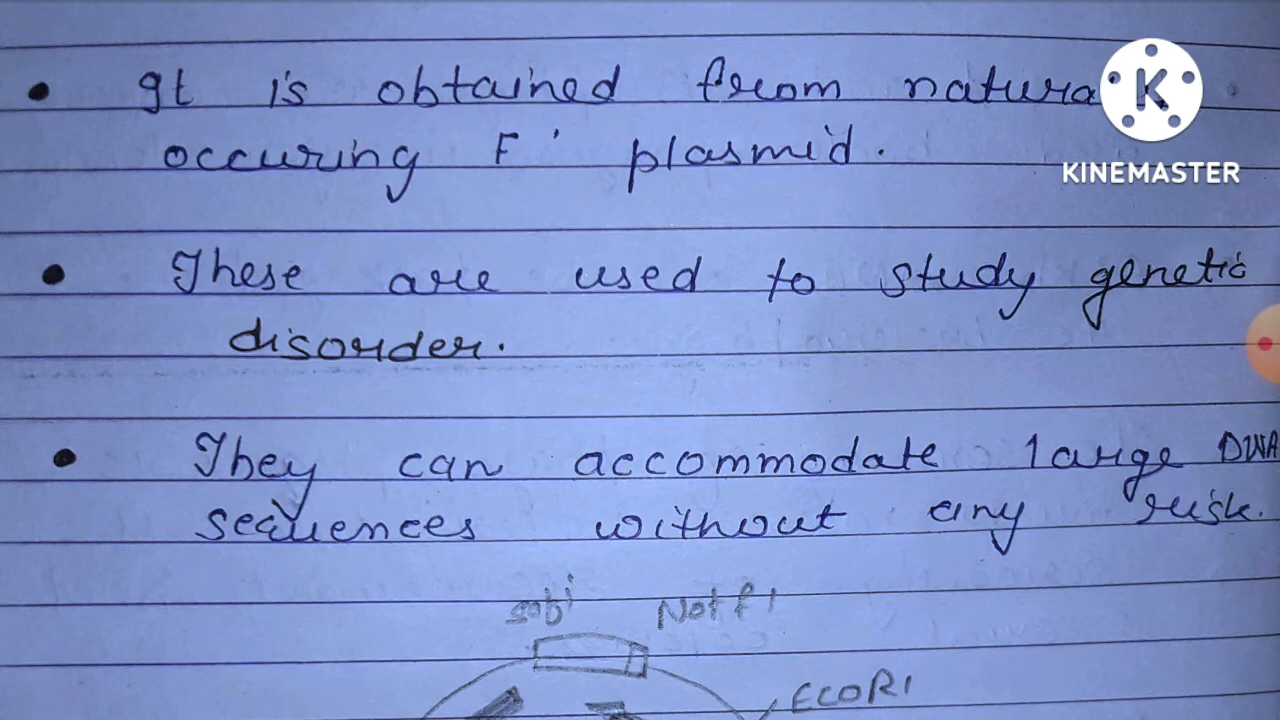 • It is obtained from natura
occuring F' plasmid.
• These are used to study genetic
disorder.
• They can accommodate large DNA
sequences without any risk.
NotfI
ECORI
KINEMASTER